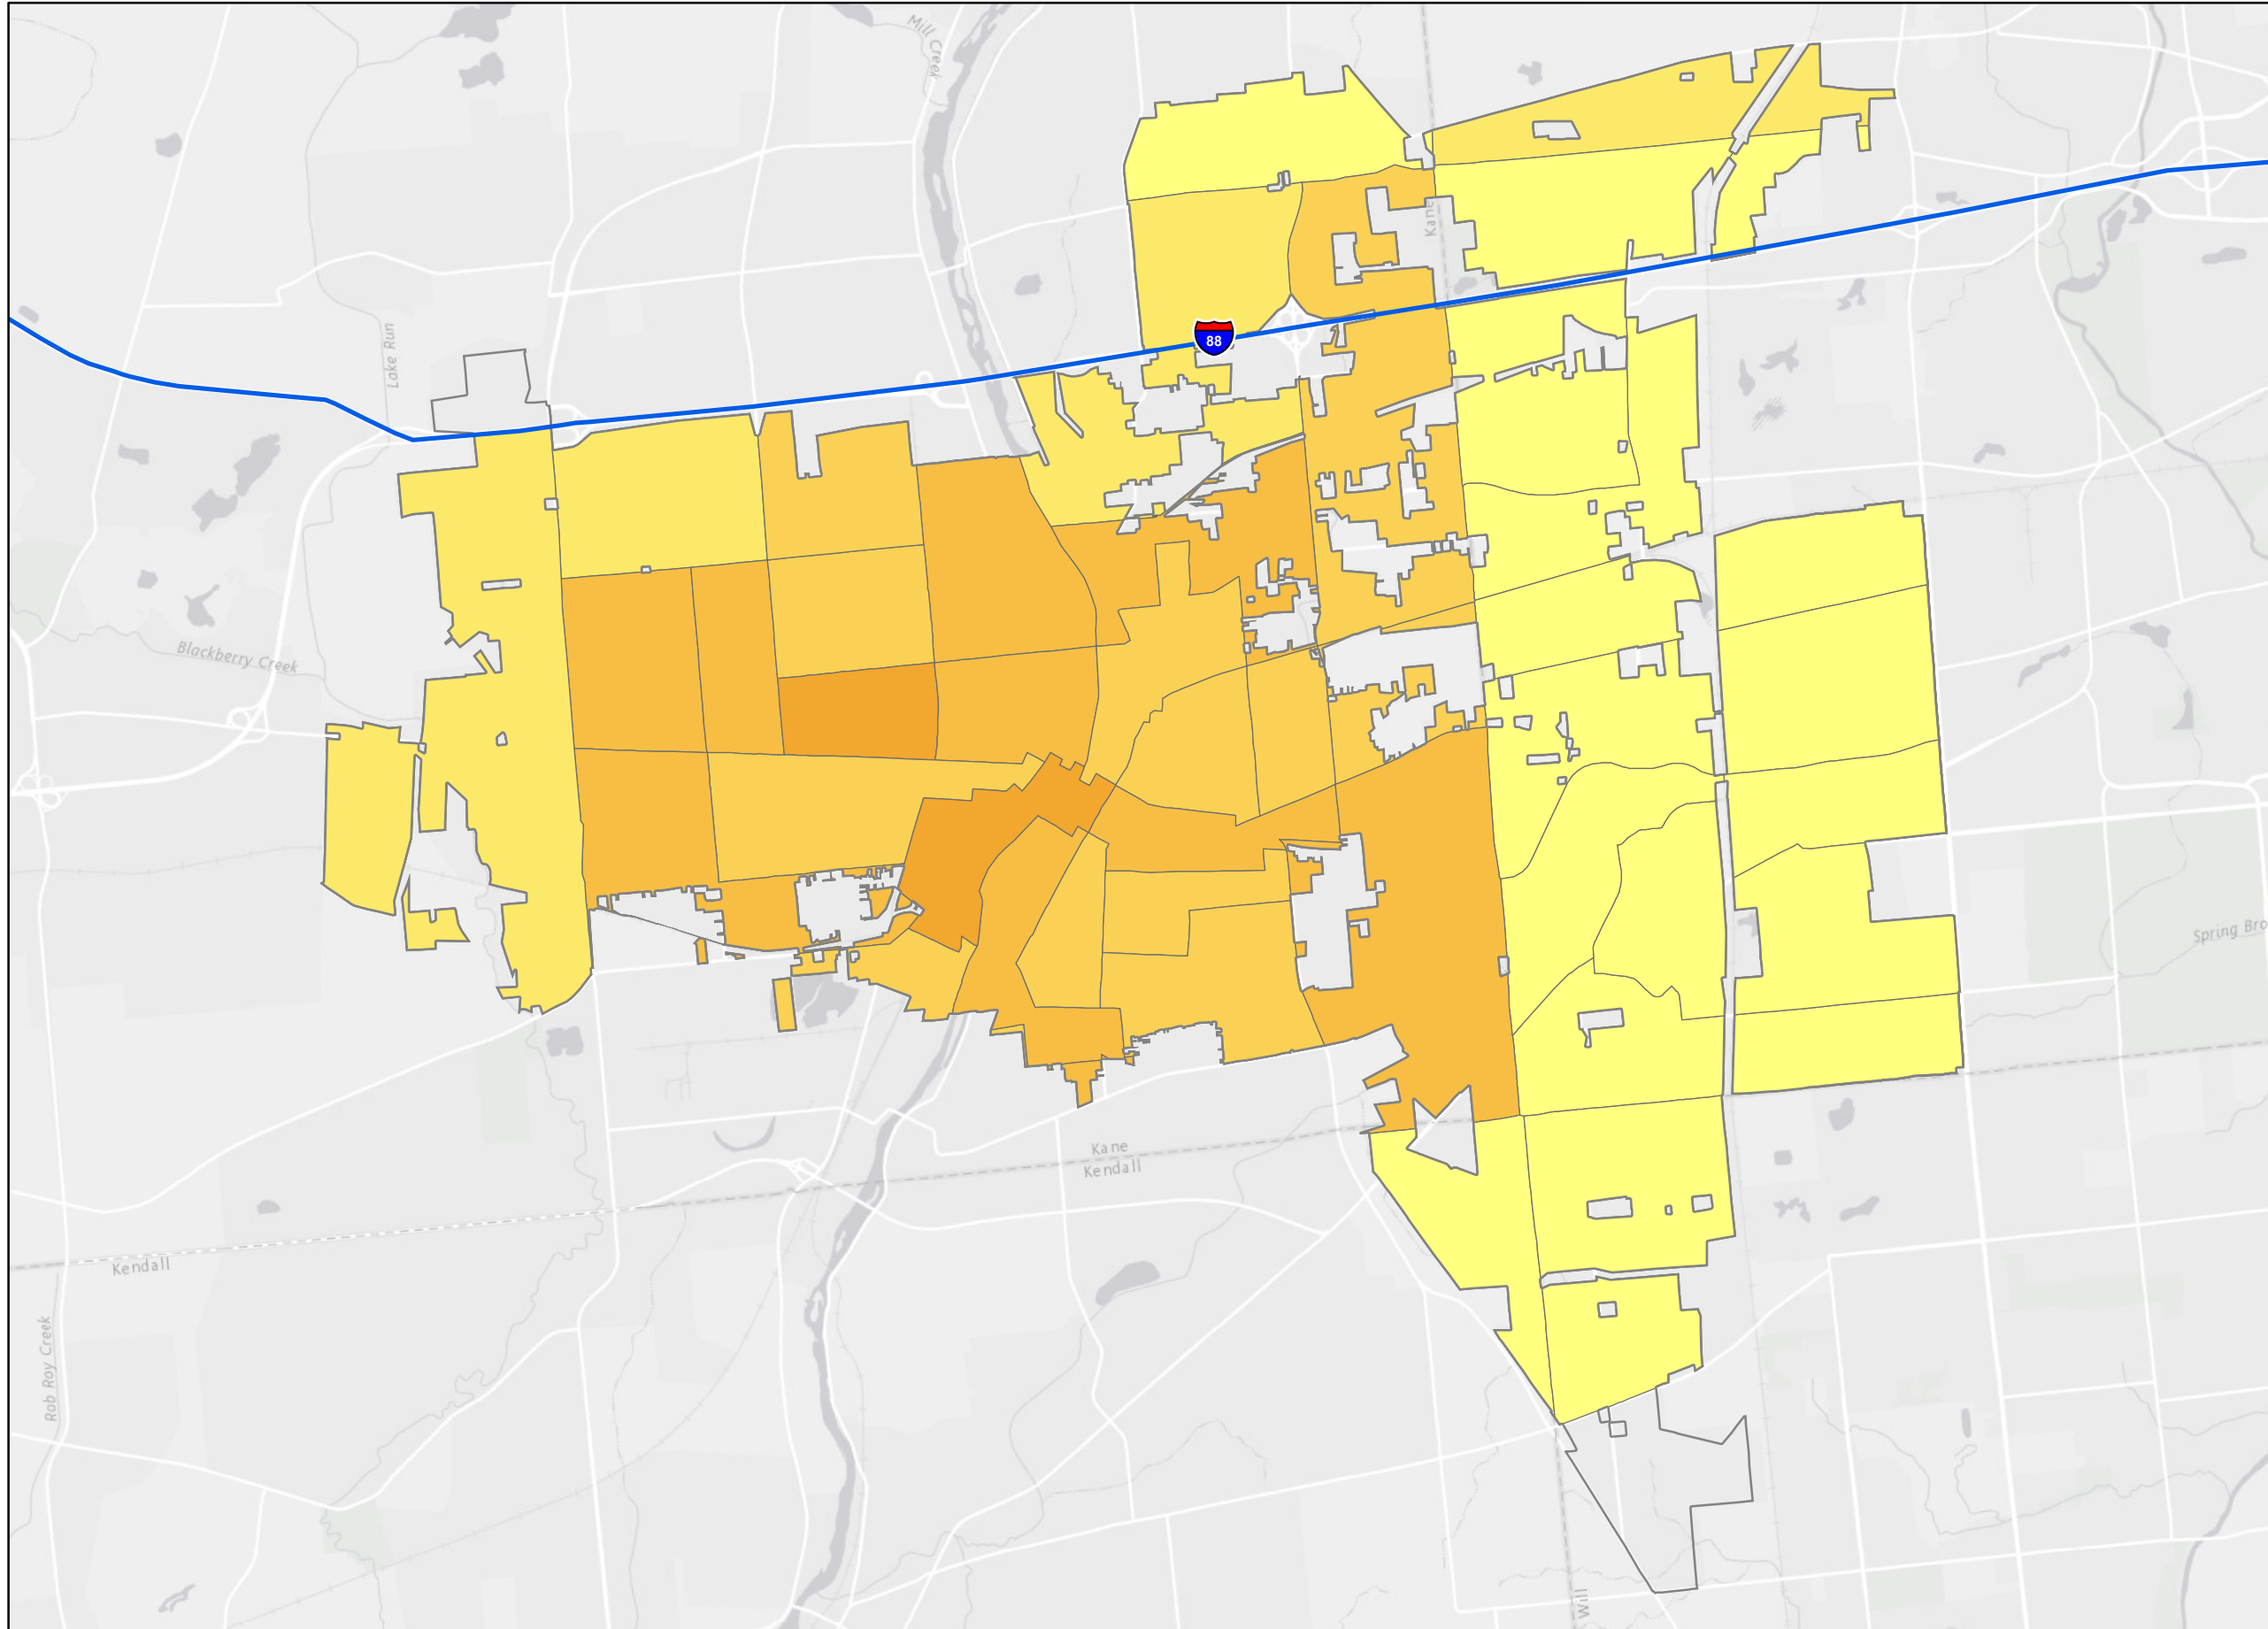 Mill Creek
Kane
88
Lake Run
Blackberry Creek
Spring Bro
Kane
Kendall
Kendall
Rob Roy Creek
Will